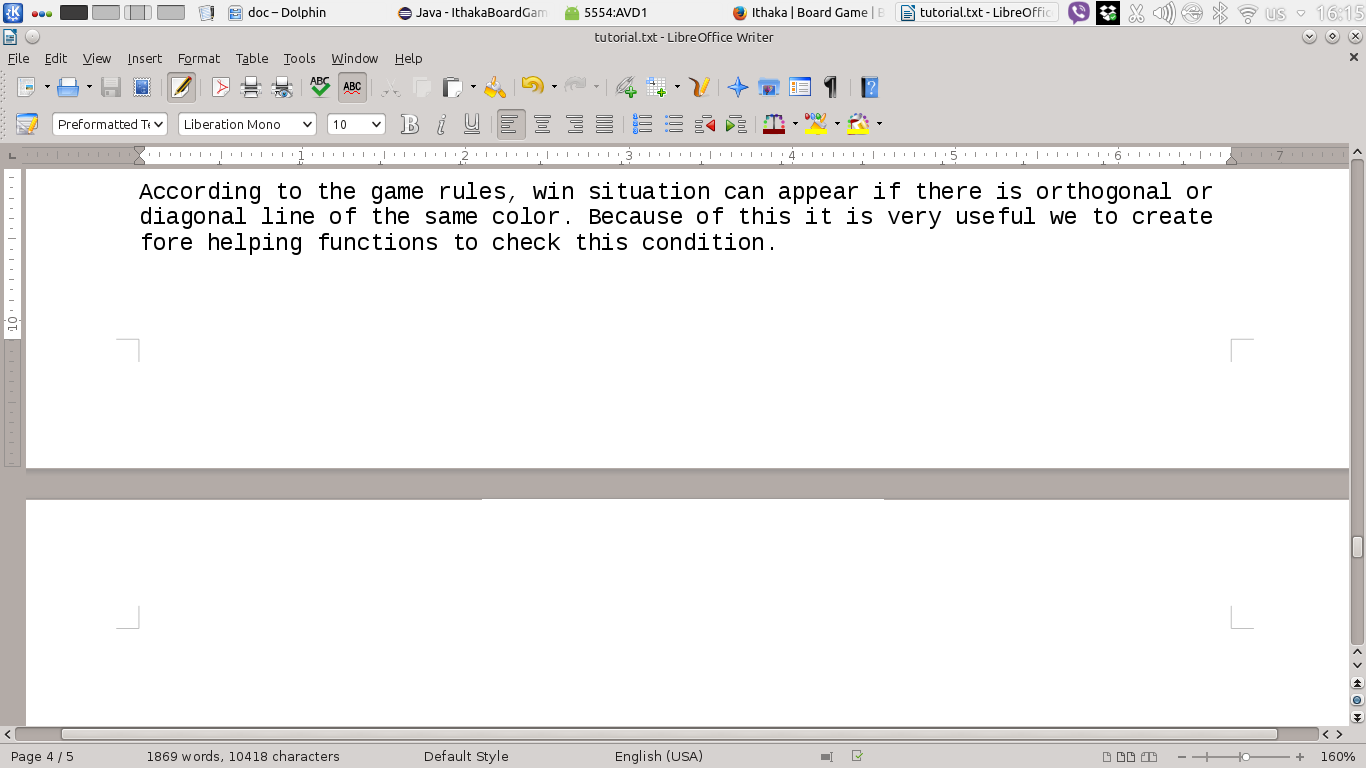 doc – Dolphin
Java - IthakaBoardGam
5554:AVD1
Ithaka | Board Game | B
tutorial.txt - LibreOffic
us
16:15
tutorial.txt - LibreOffice Writer
File Edit View Insert Format Table Tools Window Help
ABC ABC
Preformatted Te Liberation Mono 10
1 2 3 4 5 6 7
According to the game rules, win situation can appear if there is orthogonal or
diagonal line of the same color. Because of this it is very useful we to create
fore helping functions to check this condition.
10
Page 4 / 5 1869 words, 10418 characters Default Style English (USA) 160%